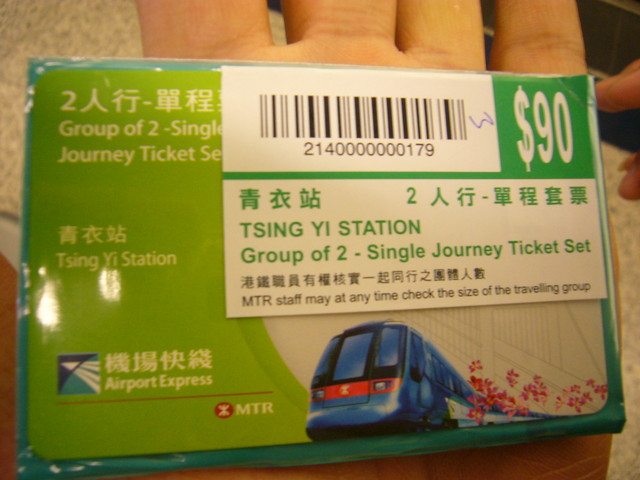 2人行-單程
Group of 2 -Single
Journey Ticket Se
青衣站
Tsing Yi Station
機場快綫
Airport Express
MTR
2140000000179
$90
青衣站 2人行-單程套票
TSING YI STATION
Group of 2 - Single Journey Ticket Set
港鐵職員有權核實一起同行之團體人數
MTR staff may at any time check the size of the travelling group